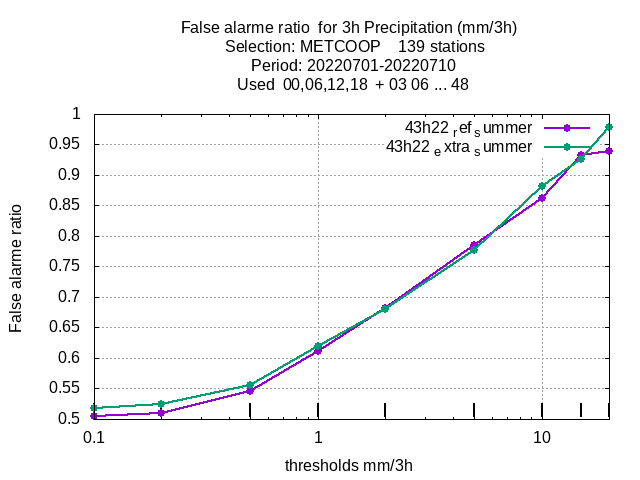 False alarme ratio for 3h Precipitation (mm/3h)
Selection: METCOOP 139 stations
Period: 20220701-20220710
Used 00,06,12,18 + 03 06 ... 48
43h22 ref summer
43h22 extra summer
1
0.95
0.9
0.85
0.8
0.75
0.7
0.65
0.6
0.55
0.5
False alarme ratio
0.1 1 10
thresholds mm/3h